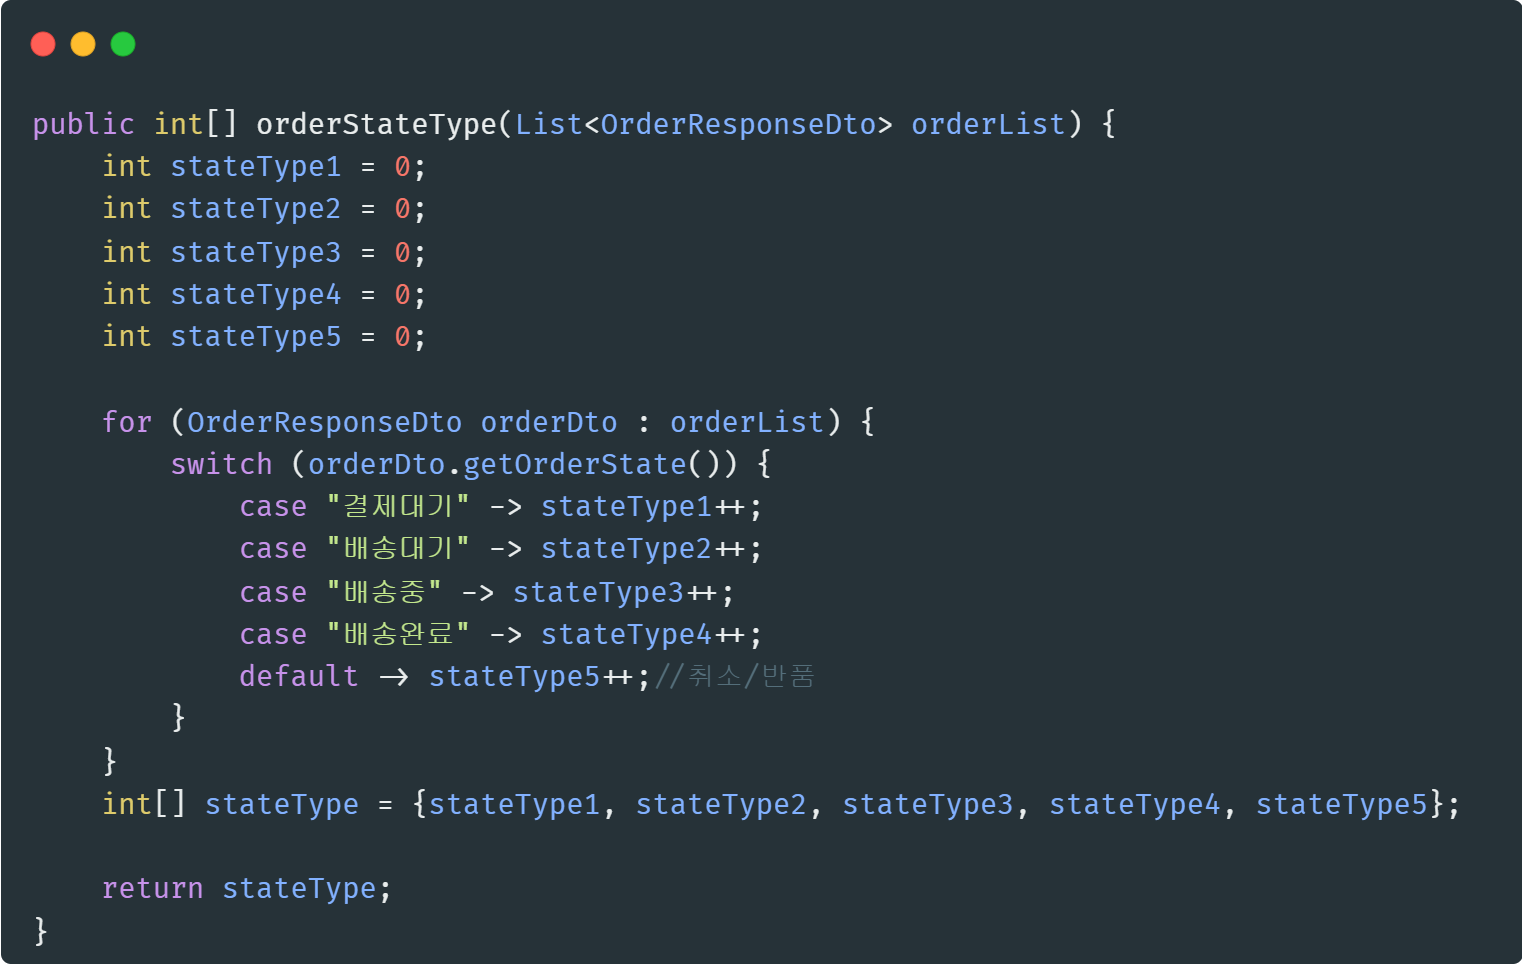 public int[] orderStateType(List<OrderResponseDto> orderList) {
    int stateType1 = 0;
    int stateType2 = 0;
    int stateType3 = 0;
    int stateType4 = 0;
    int stateType5 = 0;

    for (OrderResponseDto orderDto : orderList) {
        switch (orderDto.getOrderState()) {
            case "결제대기" -> stateType1++;
            case "배송대기" -> stateType2++;
            case "배송중" -> stateType3++;
            case "배송완료" -> stateType4++;
            default -> stateType5++;//취소/반품
        }
    }
    int[] stateType = {stateType1, stateType2, stateType3, stateType4, stateType5};

    return stateType;
}